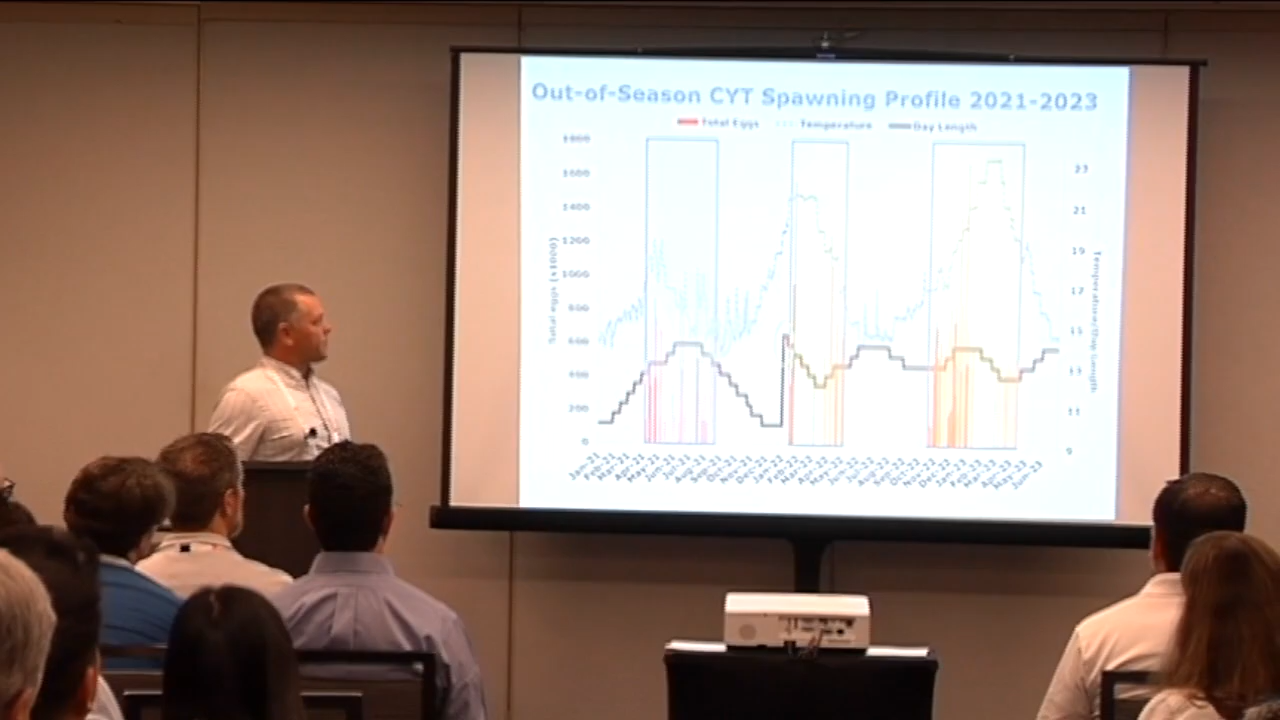 Out-of-Season CYT Spawning Profile 2021-2023
Total Eggs Temperature Day Length
1800
1600
1400
1200
1000
800
600
400
200
0
Total eggs (x1000)
23
21
19
17
15
13
11
9
Temperature/Day Length
Jan-21
Feb-21
Mar-21
Apr-21
May-21
Jun-21
Jul-21
Aug-21
Sep-21
Oct-21
Nov-21
Dec-21
Jan-22
Feb-22
Mar-22
Apr-22
May-22
Jun-22
Jul-22
Aug-22
Sep-22
Oct-22
Nov-22
Dec-22
Jan-23
Feb-23
Mar-23
Apr-23
May-23
Jun-23